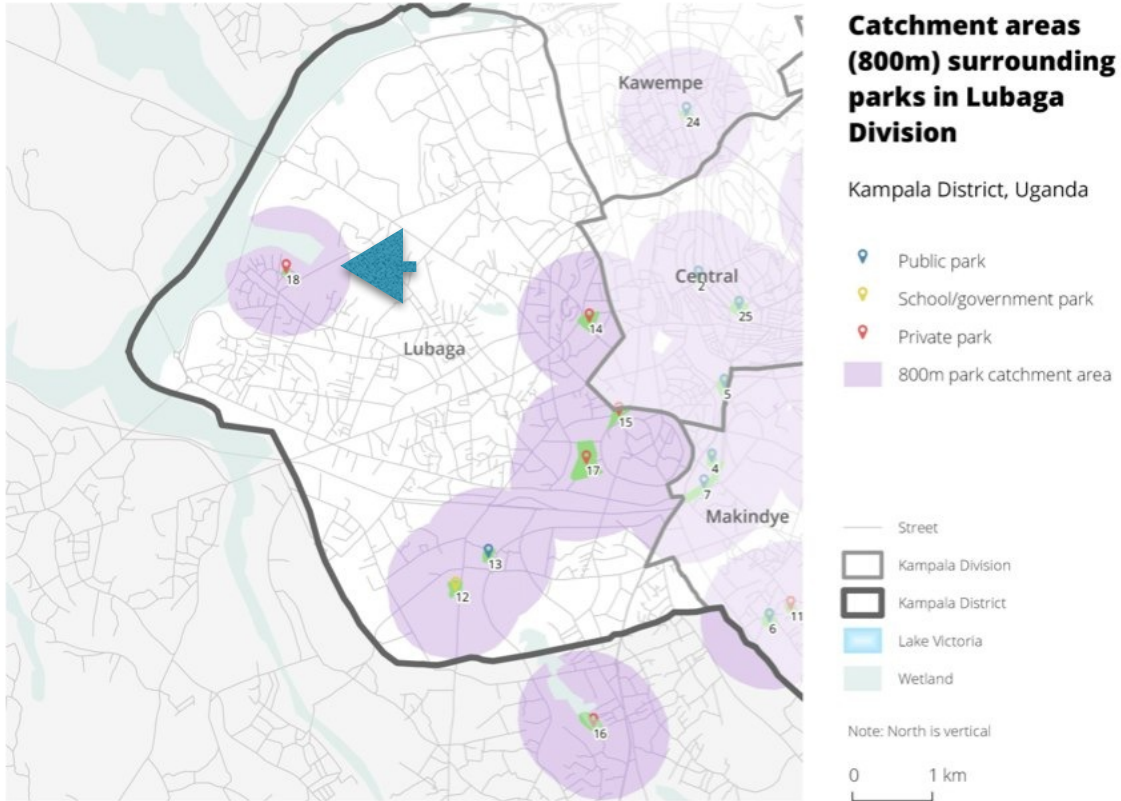 Catchment areas
(800m) surrounding
parks in Lubaga
Division
Kampala District, Uganda
Public park
School/government park
Private park
800m park catchment area
Street
Kampala Division
Kampala District
Lake Victoria
Wetland
Note: North is vertical
0 1 km
Kawempe
24
Central
2
25
18
14
Lubaga
5
15
4
17
7
Makindye
13
12
11
6
16